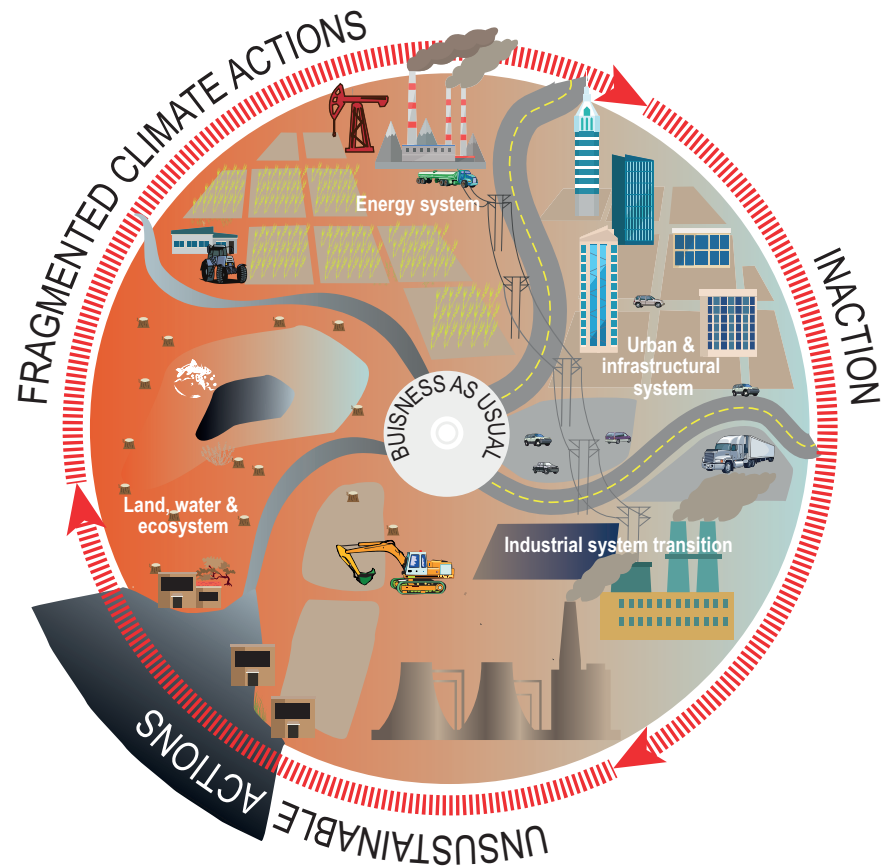 FRAGMENTED CLIMATE ACTIONS
INACTION
UNSUSTAINABLE ACTIONS
Energy system
Urban &
infrastructural
system
BUISNESS AS USUAL
Land, water &
ecosystem
Industrial system transition